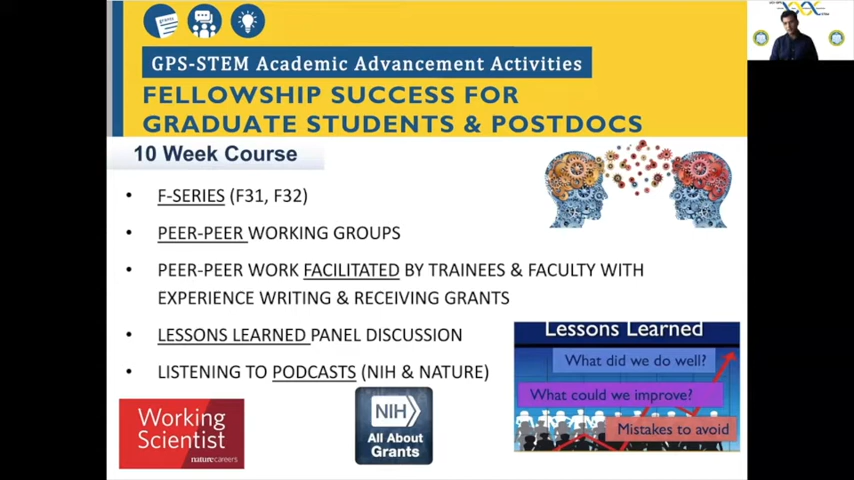 grants
GPS-STEM Academic Advancement Activities
FELLOWSHIP SUCCESS FOR
GRADUATE STUDENTS & POSTDOCS
10 Week Course
• F-SERIES (F31, F32)
• PEER-PEER WORKING GROUPS
• PEER-PEER WORK FACILITATED BY TRAINEES & FACULTY WITH
EXPERIENCE WRITING & RECEIVING GRANTS
• LESSONS LEARNED PANEL DISCUSSION
• LISTENING TO PODCASTS (NIH & NATURE)
Lessons Learned
What did we do well?
What could we improve?
Mistakes to avoid
Working
Scientist
naturecareers
NIH
All About
Grants